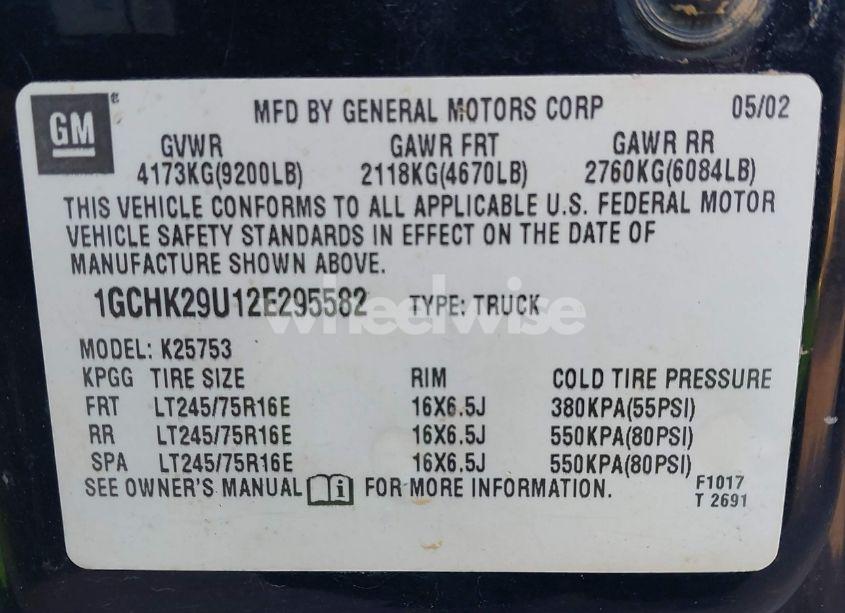 GM® MFD BY GENERAL MOTORS CORP 05/02
GVWR GAWR FRT GAWR RR
4173KG(9200LB) 2118KG(4670LB) 2760KG(6084LB)
THIS VEHICLE CONFORMS TO ALL APPLICABLE U.S. FEDERAL MOTOR
VEHICLE SAFETY STANDARDS IN EFFECT ON THE DATE OF
MANUFACTURE SHOWN ABOVE.
1GCHK29U12E295582 TYPE: TRUCK
wheelwise
MODEL: K25753
KPGG TIRE SIZE RIM COLD TIRE PRESSURE
FRT LT245/75R16E 16X6.5J 380KPA(55PSI)
RR LT245/75R16E 16X6.5J 550KPA(80PSI)
SPA LT245/75R16E 16X6.5J 550KPA(80PSI)
SEE OWNER'S MANUAL i FOR MORE INFORMATION. F1017
T 2691